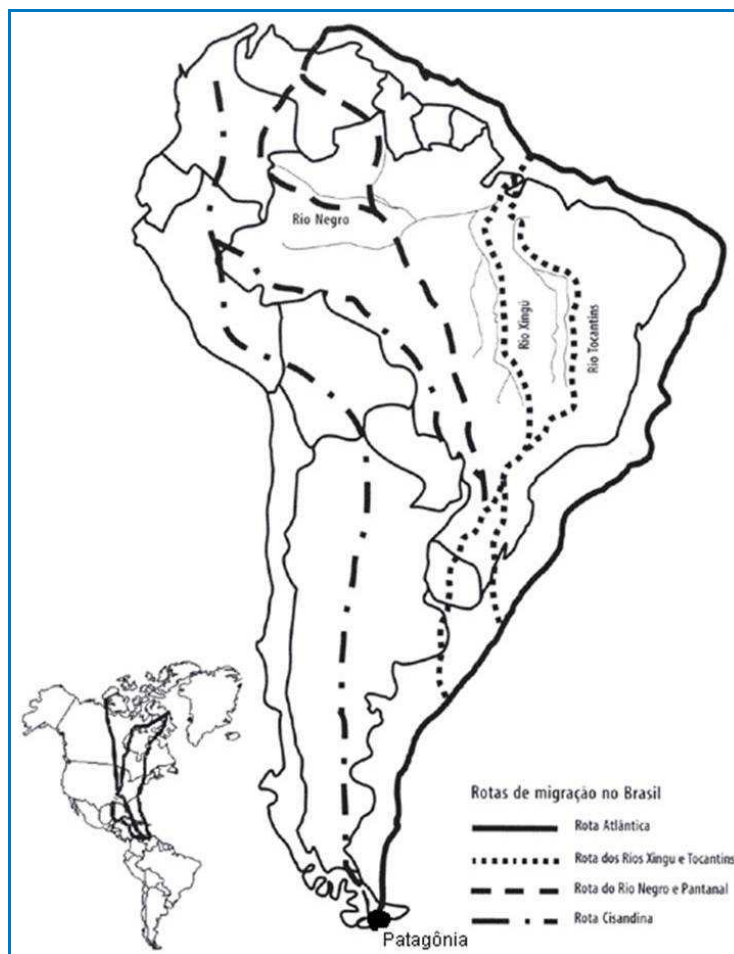 Rio Negro
Rio Xingú
Rio Tocantins
Rotas de migração no Brasil
Rota Atlântica
Rota dos Rios Xingu e Tocantins
Rota do Rio Negro e Pantanal
Rota Cisandina
Patagônia